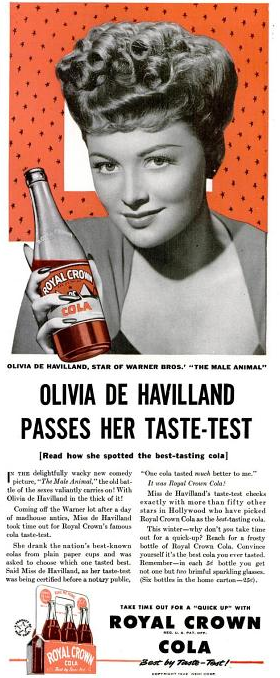 ROYAL CROWN
COLA
OLIVIA DE HAVILLAND, STAR OF WARNER BROS.' "THE MALE ANIMAL"
OLIVIA DE HAVILLAND
PASSES HER TASTE-TEST
[Read how she spotted the best-tasting cola]
IN THE delightfully wacky new comedy
picture, "The Male Animal," the old bat-
tle of the sexes valiantly carries on! With
Olivia de Havilland in the thick of it!
Coming off the Warner lot after a day
of madhouse antics, Miss de Havilland
took time out for Royal Crown's famous
cola taste-test.
She drank the nation's best-known
colas from plain paper cups and was
asked to choose which one tasted best.
Said Miss de Havilland, as her taste-test
was being certified before a notary public,
"One cola tasted much better to me."
It was Royal Crown Cola!
Miss de Havilland's taste-test checks
exactly with more than fifty other
stars in Hollywood who have picked
Royal Crown Cola as the best-tasting cola.
This winter—why don't you take time
out for a quick-up? Reach for a frosty
bottle of Royal Crown Cola. Convince
yourself it's the best cola you ever tasted.
Remember—in each 5¢ bottle you get
not one but two brimful sparkling glasses.
(Six bottles in the home carton—25¢).
ROYAL CROWN
COLA
Best by Taste-Test
TAKE TIME OUT FOR A "QUICK UP" WITH
ROYAL CROWN
REG. U. S. PAT. OFF.
COLA
Best by Taste-Test!